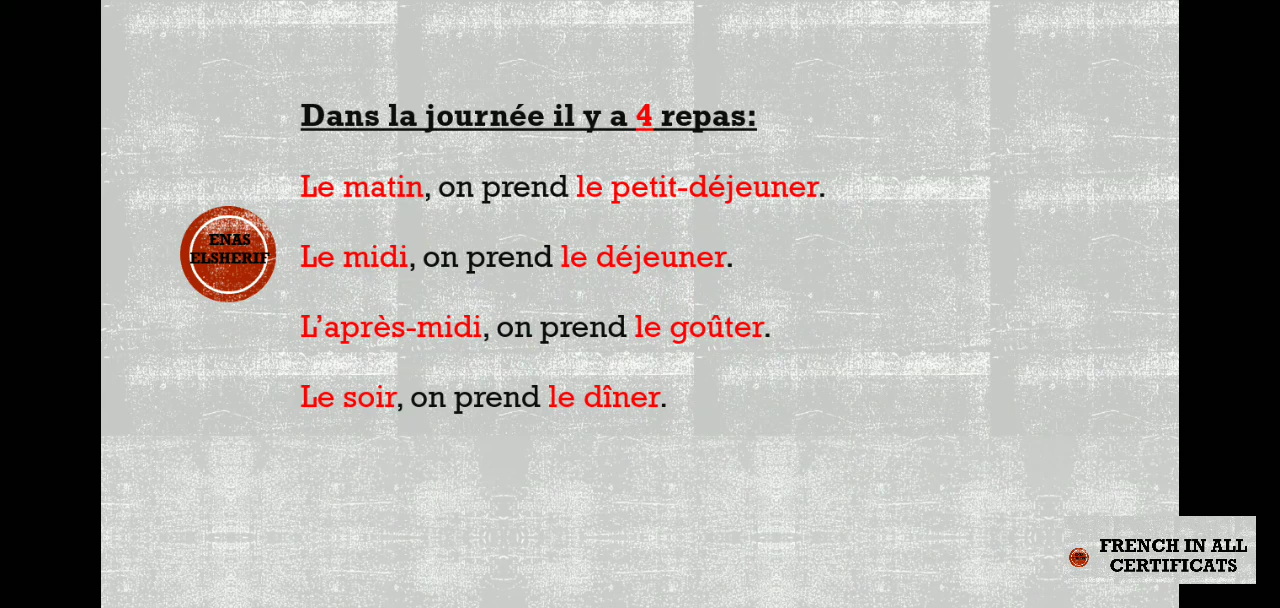 Dans la journée il y a 4 repas:
Le matin, on prend le petit-déjeuner.
Le midi, on prend le déjeuner.
L'après-midi, on prend le goûter.
Le soir, on prend le dîner.
ENAS
ELSHERIF
FRENCH IN ALL
CERTIFICATS